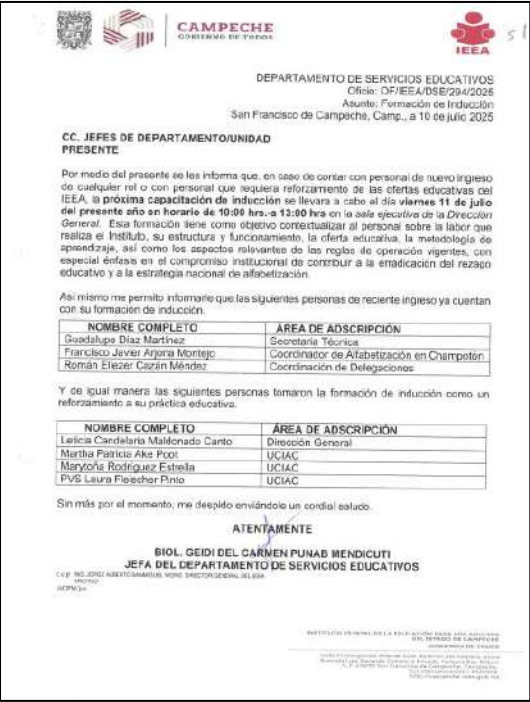 CAMPECHE
GOBIERNO DE TODOS
IEEA
51
DEPARTAMENTO DE SERVICIOS EDUCATIVOS
Oficio: OF/IEEA/DSE/294/2025
Asunto: Formación de Inducción
San Francisco de Campeche, Camp., a 10 de julio 2025
CC. JEFES DE DEPARTAMENTO/UNIDAD
PRESENTE
Por medio del presente se les informa que, en caso de contar con personal de nuevo ingreso
de cualquier rol o con personal que requiera reforzamiento de las ofertas educativas del
IEEA, la próxima capacitación de inducción se llevara a cabo el día viernes 11 de julio
del presente año en horario de 10:00 hrs.-a 13:00 hrs en la sala ejecutiva de la Dirección
General. Esta formación tiene como objetivo contextualizar al personal sobre la labor que
realiza el Instituto, su estructura y funcionamiento, la oferta educativa, la metodología de
aprendizaje, así como los aspectos relevantes de las reglas de operación vigentes, con
especial énfasis en el compromiso institucional de contribuir a la erradicación del rezago
educativo y a la estrategia nacional de alfabetización.
Así mismo me permito informarle que las siguientes personas de reciente ingreso ya cuentan
con su formación de inducción.
NOMBRE COMPLETO ÁREA DE ADSCRIPCIÓN
Guadalupe Díaz Martínez Secretaria Técnica
Francisco Javier Arjona Montejo Coordinador de Alfabetización en Champotón
Román Eliezer Cazán Méndez Coordinación de Delegaciones
Y de igual manera las siguientes personas tomaron la formación de inducción como un
reforzamiento a su práctica educativa.
NOMBRE COMPLETO ÁREA DE ADSCRIPCIÓN
Leticia Candelaria Maldonado Canto Dirección General
Martha Patricia Ake Poot UCIAC
Marytoña Rodríguez Estrella UCIAC
PVS Laura Fleischer Pinto UCIAC
Sin más por el momento, me despido enviándole un cordial saludo.
ATENTAMENTE
BIOL. GEIDI DEL CARMEN PUNAB MENDICUTI
JEFA DEL DEPARTAMENTO DE SERVICIOS EDUCATIVOS